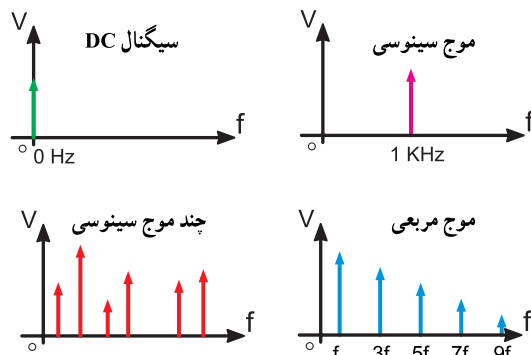 V سیگنال DC
f
° 0 Hz
V موج سینوسی
f
° 1 KHz
V چند موج سینوسی
f
°
V موج مربعی
f
° f 3f 5f 7f 9f